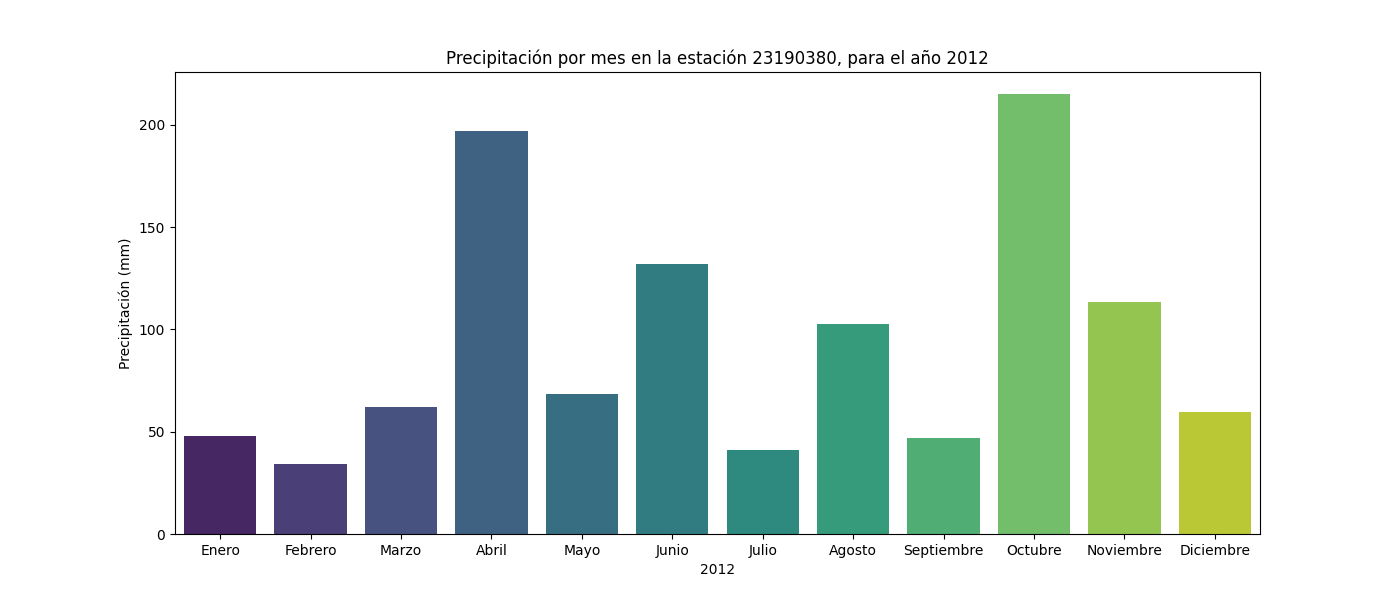 Precipitación por mes en la estación 23190380, para el año 2012
Precipitación (mm)
200
150
100
50
0
Enero Febrero Marzo Abril Mayo Junio Julio Agosto Septiembre Octubre Noviembre Diciembre
2012